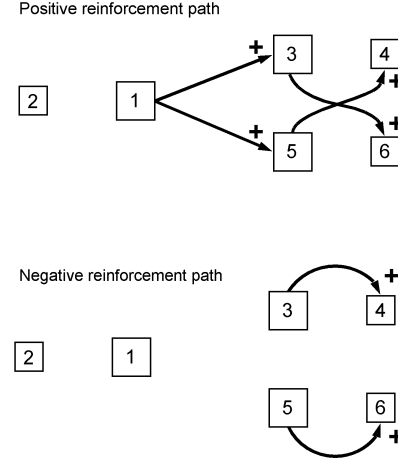 Positive reinforcement path
+ 3 4
2 1 +
+ 5 + 6
Negative reinforcement path
+
3 4
2 1
5 6
+